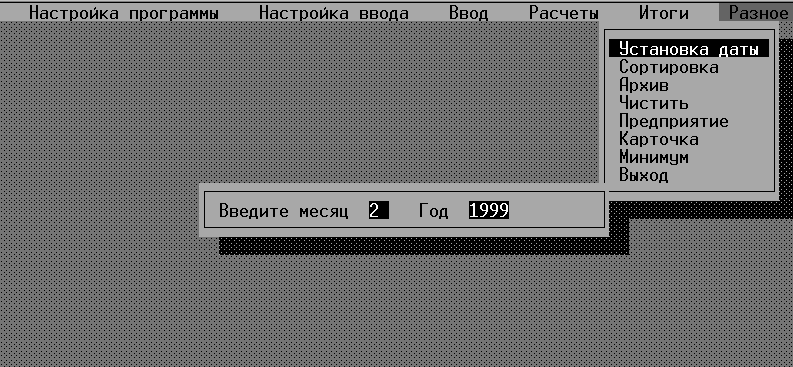 Настройка программы Настройка ввода Ввод Расчеты Итоги Разное
Установка даты
Сортировка
Архив
Чистить
Предприятие
Карточка
Минимум
Выход
Введите месяц 2 Год 1999